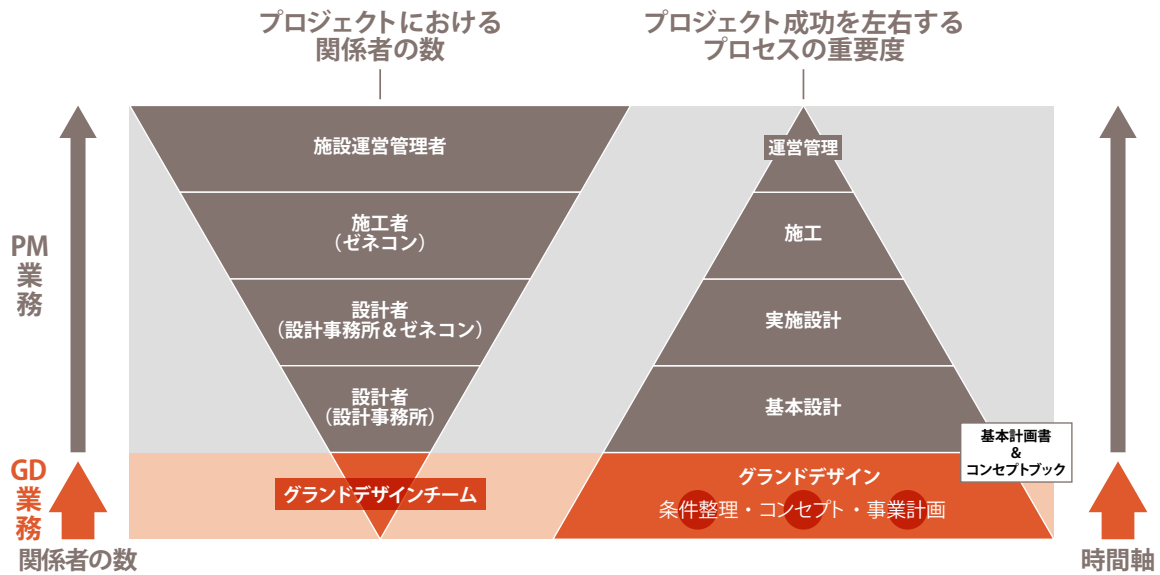 プロジェクトにおける
関係者の数
プロジェクト成功を左右する
プロセスの重要度
PM業務
施設運営管理者
施工者
（ゼネコン）
設計者
（設計事務所＆ゼネコン）
設計者
（設計事務所）
運営管理
施工
実施設計
基本設計
基本計画書
&
コンセプトブック
GD業務
グランドデザインチーム
グランドデザイン
条件整理・コンセプト・事業計画
関係者の数
時間軸